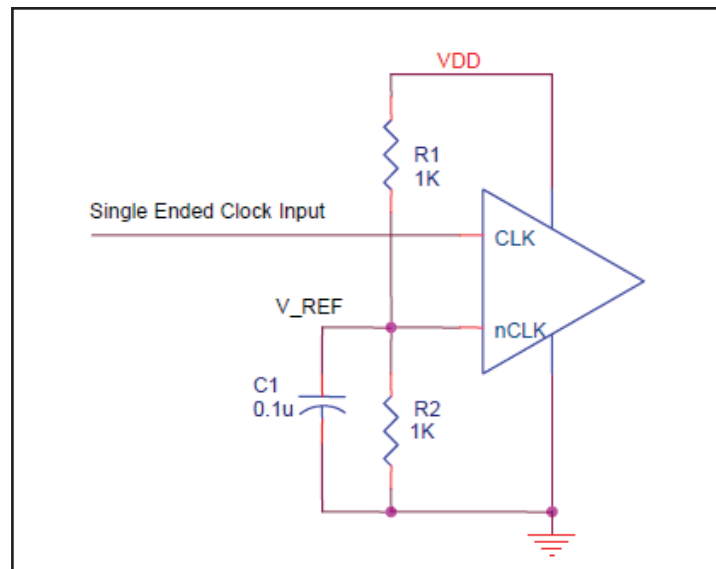 VDD
R1
1K
Single Ended Clock Input
CLK
V_REF
nCLK
C1
0.1u
R2
1K